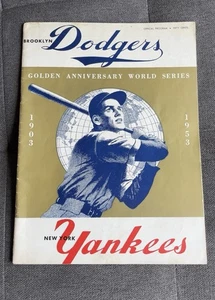 BROOKLYN
Dodgers
GOLDEN ANNIVERSARY WORLD SERIES
1903
1953
NEW YORK
Yankees